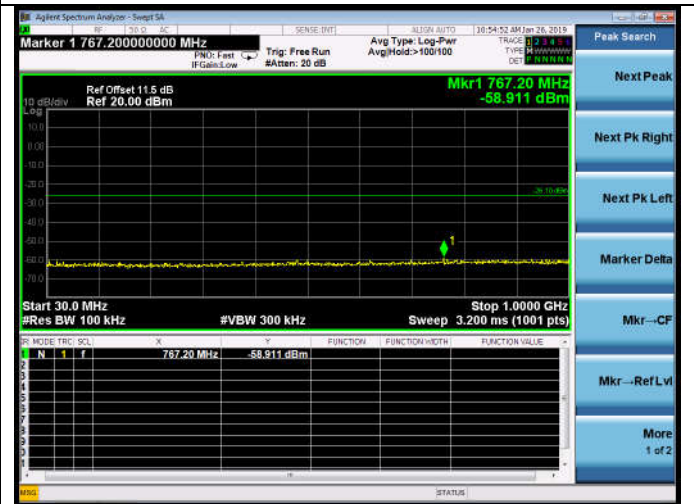 Agilent Spectrum Analyzer - Swept SA
RF 50 Ω AC SENSE:INT ALIGN AUTO 10:54:52 AM Jan 28, 2019
Marker 1 767.200000000 MHz
PNO: Fast
IFGain:Low
Trig: Free Run
#Atten: 20 dB
Avg Type: Log-Pwr
Avg|Hold:>100/100
TRACE 1 2 3 4 5 6
TYPE M
DET P N N N N N
Peak Search
Next Peak
Next Pk Right
Next Pk Left
Marker Delta
Mkr→CF
Mkr→RefLvl
More
1 of 2
Mkr1 767.20 MHz
-58.911 dBm
Ref Offset 11.5 dB
10 dB/div Ref 20.00 dBm
Log
10.0
0.00
-10.0
-20.0
-30.0
-40.0
-50.0
-60.0
-70.0
1
Start 30.0 MHz
#Res BW 100 kHz
#VBW 300 kHz
Stop 1.0000 GHz
Sweep 3.200 ms (1001 pts)
MODE TRC SCL X Y FUNCTION FUNCTION WIDTH FUNCTION VALUE
1 N 1 f 767.20 MHz -58.911 dBm
2
3
4
5
6
7
8
9
MSG
STATUS